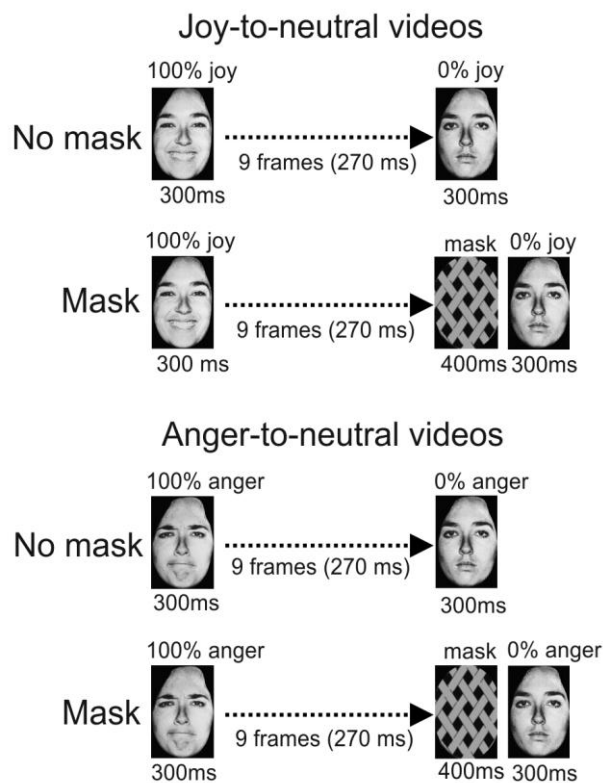 Joy-to-neutral videos
100% joy 0% joy
No mask
9 frames (270 ms)
300ms 300ms
100% joy mask 0% joy
Mask
9 frames (270 ms)
300 ms 400ms 300ms
Anger-to-neutral videos
100% anger 0% anger
No mask
9 frames (270 ms)
300ms 300ms
100% anger mask 0% anger
Mask
9 frames (270 ms)
300ms 400ms 300ms